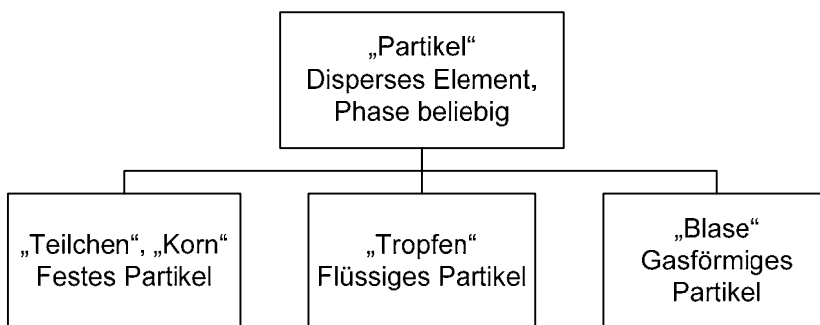 „Partikel“
Disperses Element,
Phase beliebig
„Teilchen“, „Korn“
Festes Partikel
„Tropfen“
Flüssiges Partikel
„Blase“
Gasförmiges
Partikel